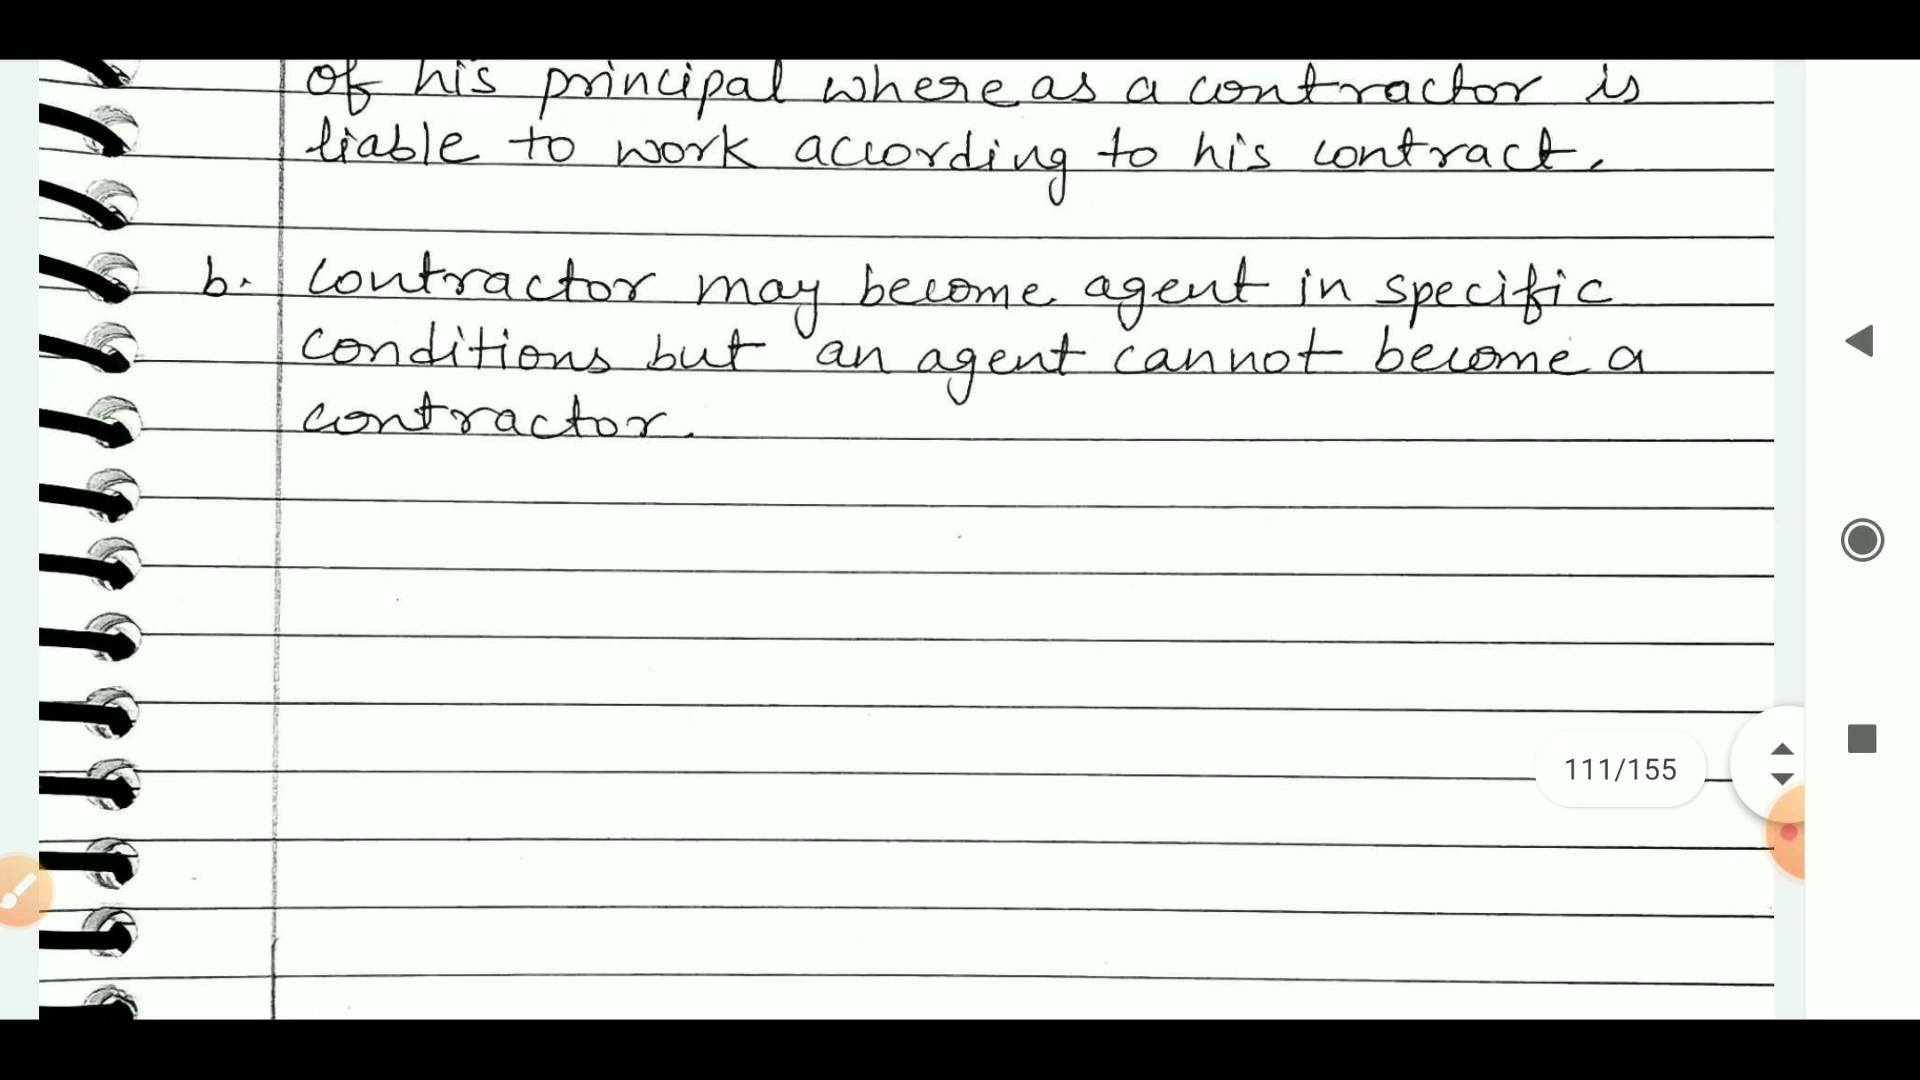 of his principal where as a contractor is
liable to work according to his contract.
b. contractor may become agent in specific
conditions but an agent cannot become a
contractor.
111/155